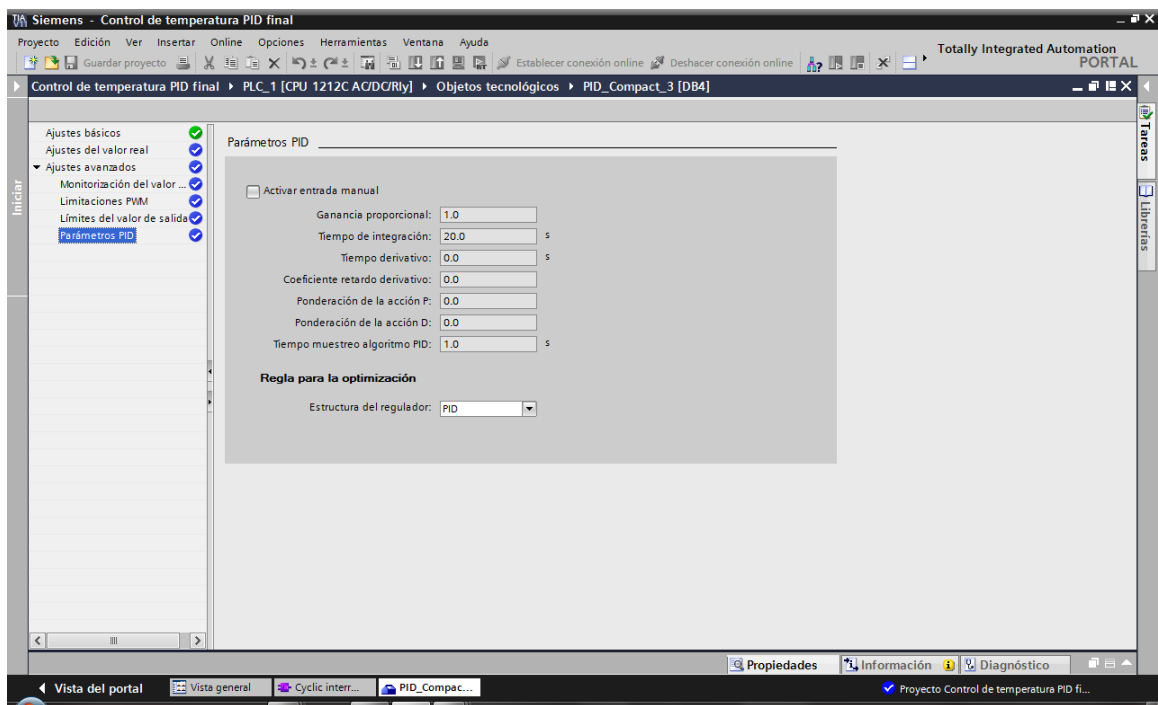 Siemens - Control de temperatura PID final
Proyecto Edición Ver Insertar Online Opciones Herramientas Ventana Ayuda
Totally Integrated Automation
PORTAL
Guardar proyecto Establecer conexión online Deshacer conexión online
Control de temperatura PID final PLC_1 [CPU 1212C AC/DC/Rly] Objetos tecnológicos PID_Compact_3 [DB4]
Iniciar
Ajustes básicos
Ajustes del valor real
Ajustes avanzados
Monitorización del valor ...
Limitaciones PWM
Límites del valor de salida
Parámetros PID
Parámetros PID
Activar entrada manual
Ganancia proporcional: 1.0
Tiempo de integración: 20.0 s
Tiempo derivativo: 0.0 s
Coeficiente retardo derivativo: 0.0
Ponderación de la acción P: 0.0
Ponderación de la acción D: 0.0
Tiempo muestreo algoritmo PID: 1.0 s
Regla para la optimización
Estructura del regulador: PID
Tareas
Librerías
Propiedades Información Diagnóstico
Vista del portal Vista general Cyclic interr... PID_Compac... Proyecto Control de temperatura PID fi...